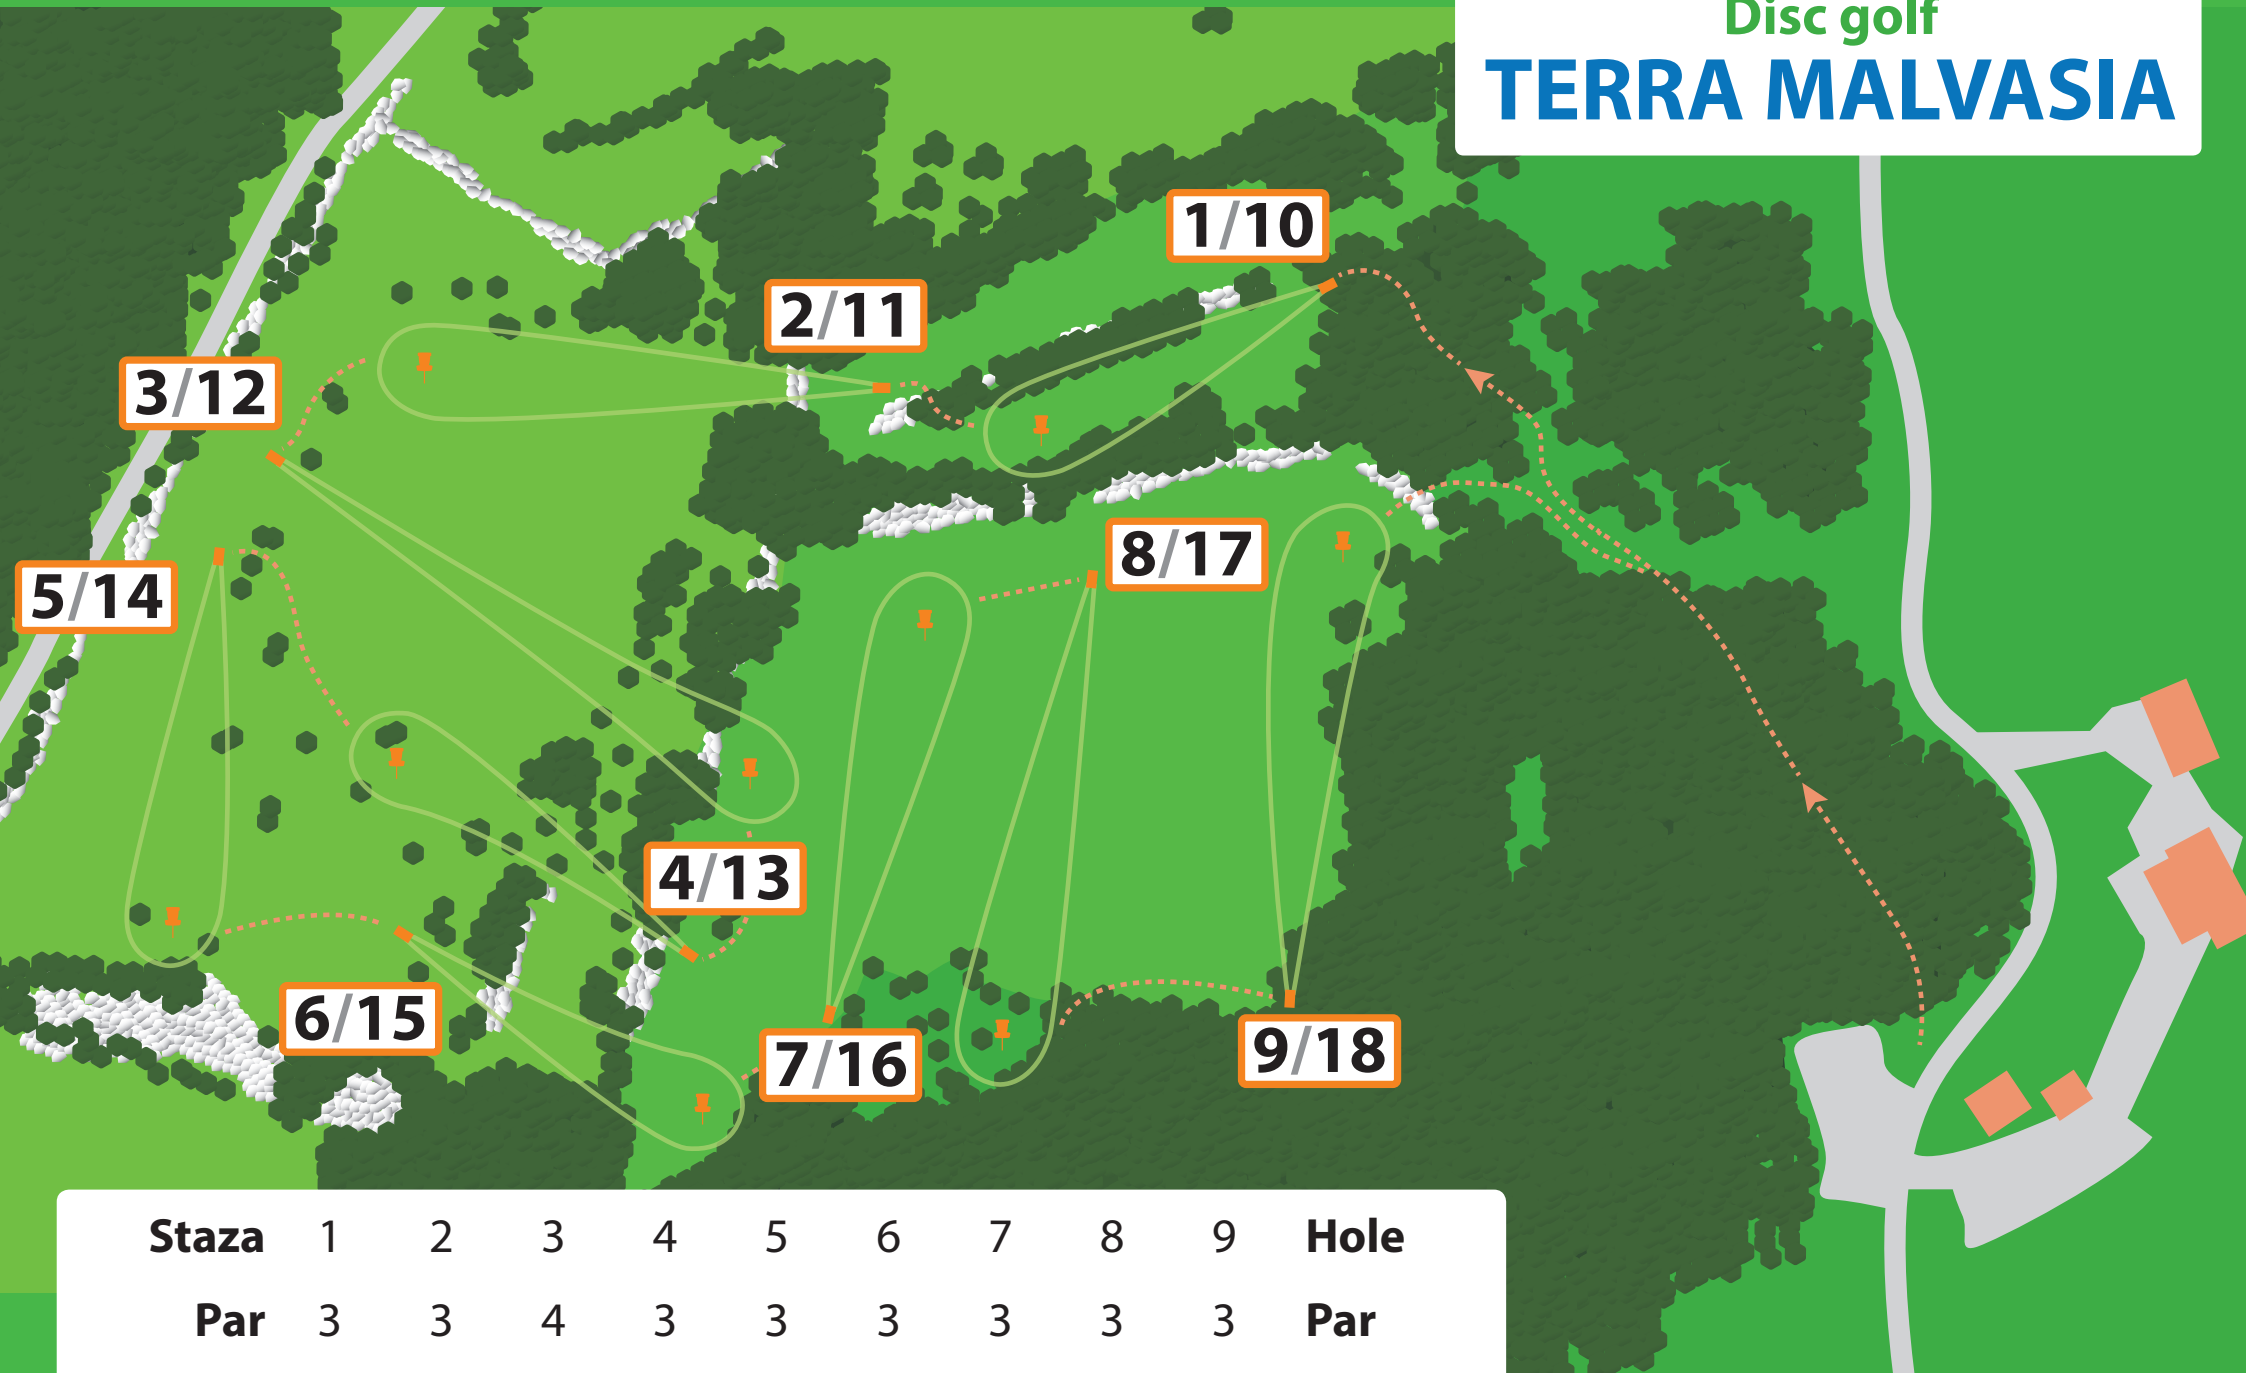 Disc golf
TERRA MALVASIA
1/10
2/11
3/12
8/17
5/14
4/13
6/15
7/16
9/18
Staza 1 2 3 4 5 6 7 8 9 Hole
Par 3 3 4 3 3 3 3 3 3 Par